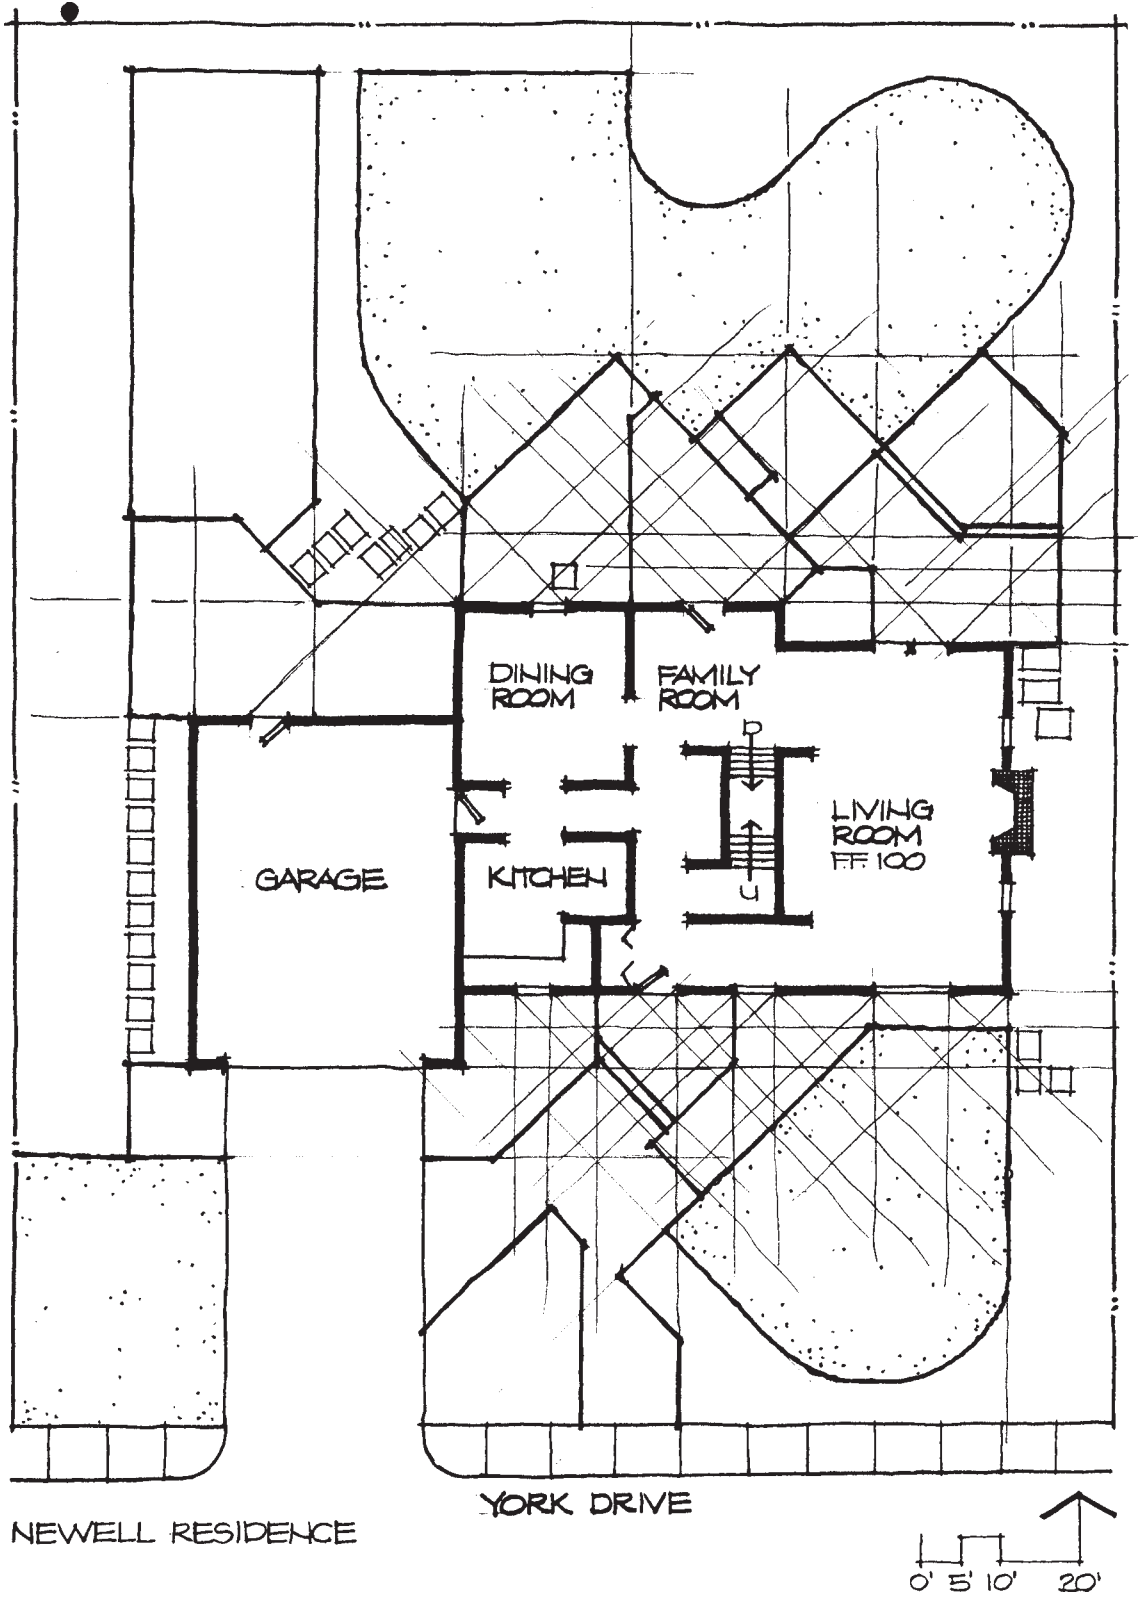 DINING
ROOM
FAMILY
ROOM
D
LIVING
ROOM
FF 100
GARAGE
KITCHEN
U
YORK DRIVE
NEWELL RESIDENCE
0' 5' 10' 20'